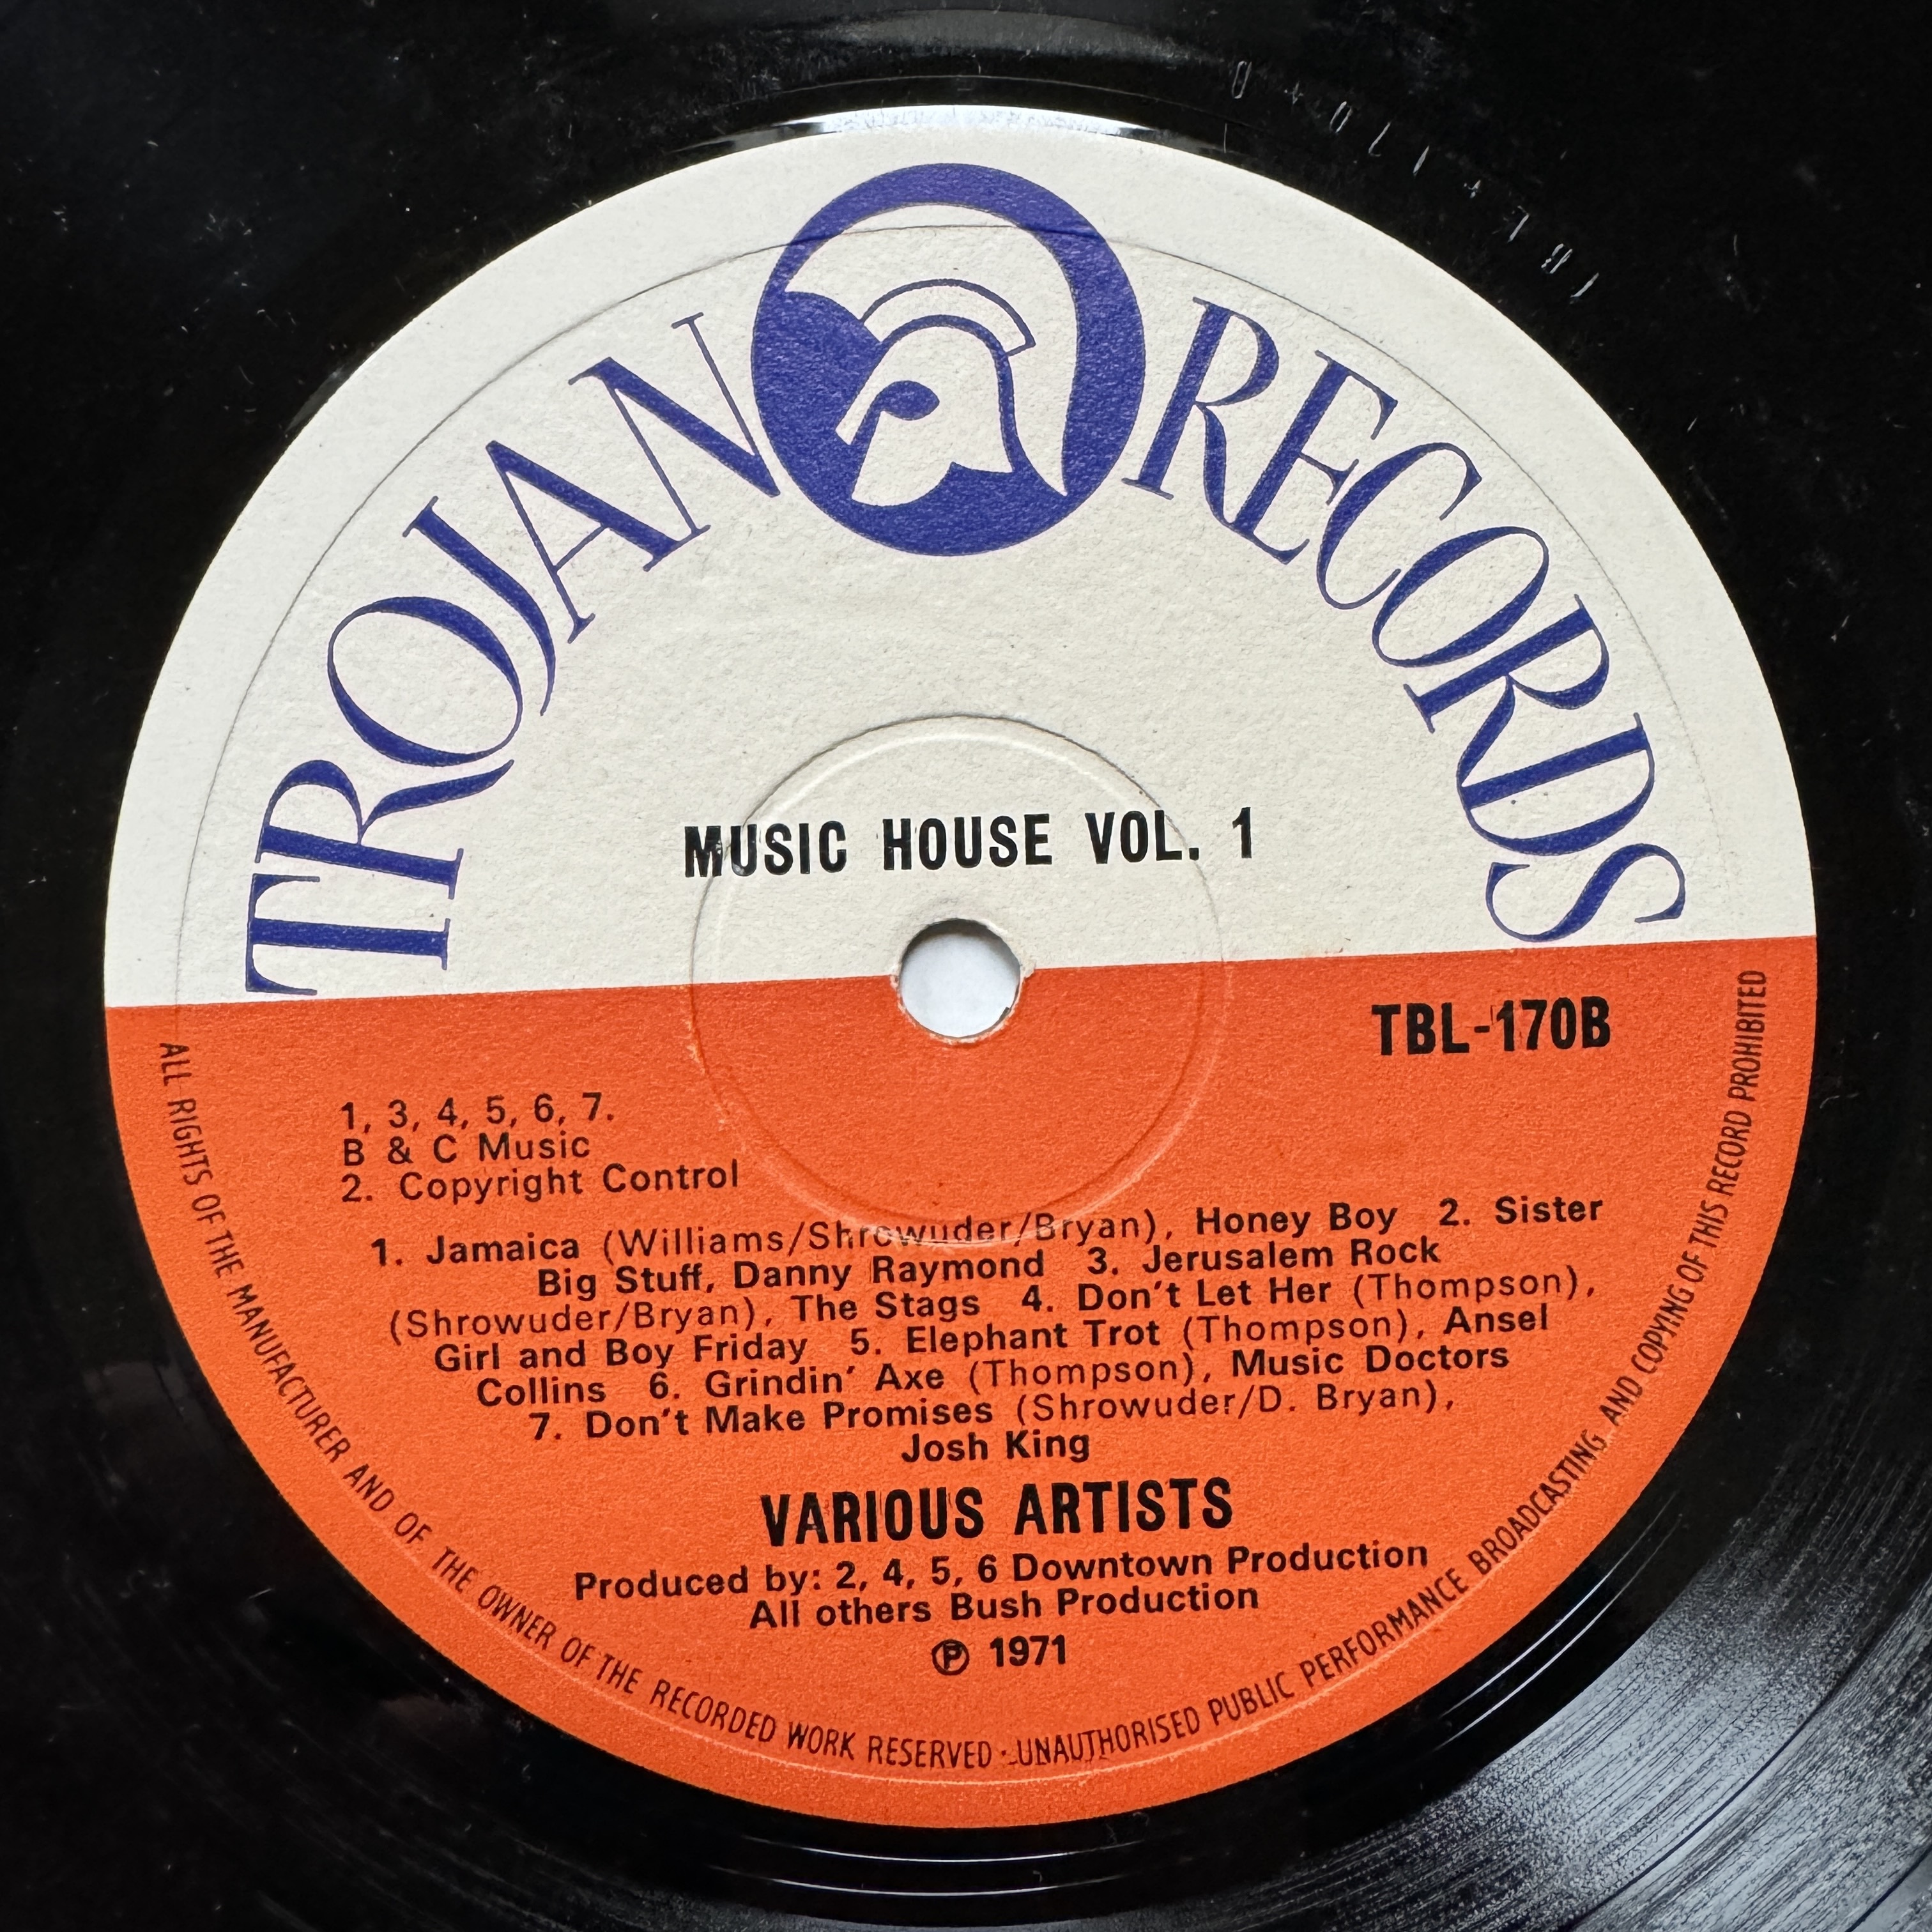 TROJAN RECORDS
MUSIC HOUSE VOL. 1
TBL-170B
1, 3, 4, 5, 6, 7.
B & C Music
2. Copyright Control
1. Jamaica (Williams/Shrowuder/Bryan), Honey Boy 2. Sister
Big Stuff, Danny Raymond 3. Jerusalem Rock
(Shrowuder/Bryan), The Stags 4. Don't Let Her (Thompson),
Girl and Boy Friday 5. Elephant Trot (Thompson), Ansel
Collins 6. Grindin' Axe (Thompson), Music Doctors
7. Don't Make Promises (Shrowuder/D. Bryan),
Josh King
VARIOUS ARTISTS
Produced by: 2, 4, 5, 6 Downtown Production
All others Bush Production
℗ 1971
ALL RIGHTS OF THE MANUFACTURER AND OF THE OWNER OF THE RECORDED WORK RESERVED · UNAUTHORISED PUBLIC PERFORMANCE BROADCASTING AND COPYING OF THIS RECORD PROHIBITED